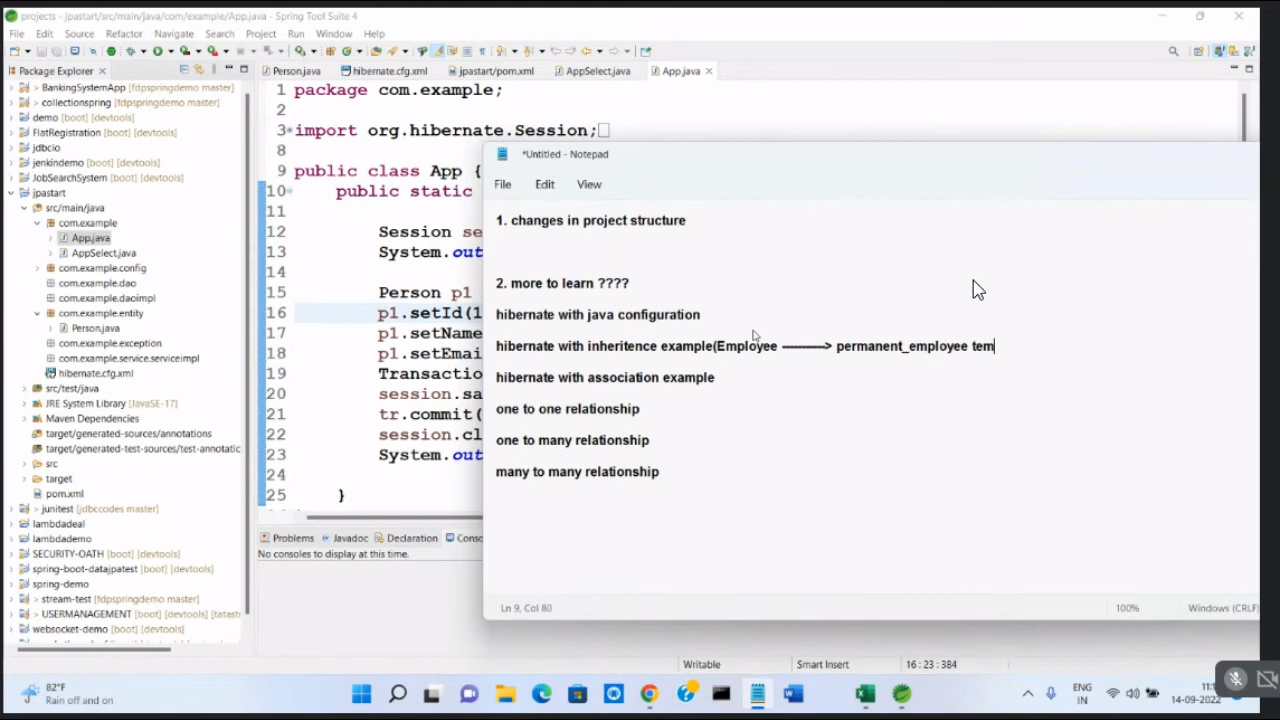 projects - jpastart/src/main/java/com/example/App.java - Spring Tool Suite 4
File Edit Source Refactor Navigate Search Project Run Window Help
Package Explorer
Person.java hibernate.cfg.xml jpastart/pom.xml AppSelect.java App.java
> BankingSystemApp [fdpspringdemo master]
> collectionspring [fdpspringdemo master]
demo [boot] [devtools]
FlatRegistration [boot] [devtools]
jdbcio
jenkindemo [boot] [devtools]
JobSearchSystem [boot] [devtools]
jpastart
src/main/java
com.example
App.java
AppSelect.java
com.example.config
com.example.dao
com.example.daoimpl
com.example.entity
Person.java
com.example.exception
com.example.service.serviceimpl
hibernate.cfg.xml
src/test/java
JRE System Library [JavaSE-17]
Maven Dependencies
target/generated-sources/annotations
target/generated-test-sources/test-annotatic
src
target
pom.xml
> junitest [jdbccodes master]
lambdadeal
lambdademo
SECURITY-OATH [boot] [devtools]
spring-boot-datajpatest [boot] [devtools]
spring-demo
> stream-test [fdpspringdemo master]
> USERMANAGEMENT [boot] [devtools] [tatastr
websocket-demo [boot] [devtools]
1 package com.example;
2
3 import org.hibernate.Session;
8
9 public class App {
10 public static
11
12 Session se
13 System.out
14
15 Person p1
16 p1.setId(1
17 p1.setName
18 p1.setEmai
19 Transactio
20 session.sa
21 tr.commit(
22 session.cl
23 System.out
24
25 }
Problems Javadoc Declaration Conso
No consoles to display at this time.
*Untitled - Notepad
File Edit View
1. changes in project structure
2. more to learn ????
hibernate with java configuration
hibernate with inheritence example(Employee ----------> permanent_employee tem
hibernate with association example
one to one relationship
one to many relationship
many to many relationship
Ln 9, Col 80 100% Windows (CRLF)
Writable Smart Insert 16 : 23 : 384
82°F
Rain off and on
ENG
IN
11:1
14-09-2022